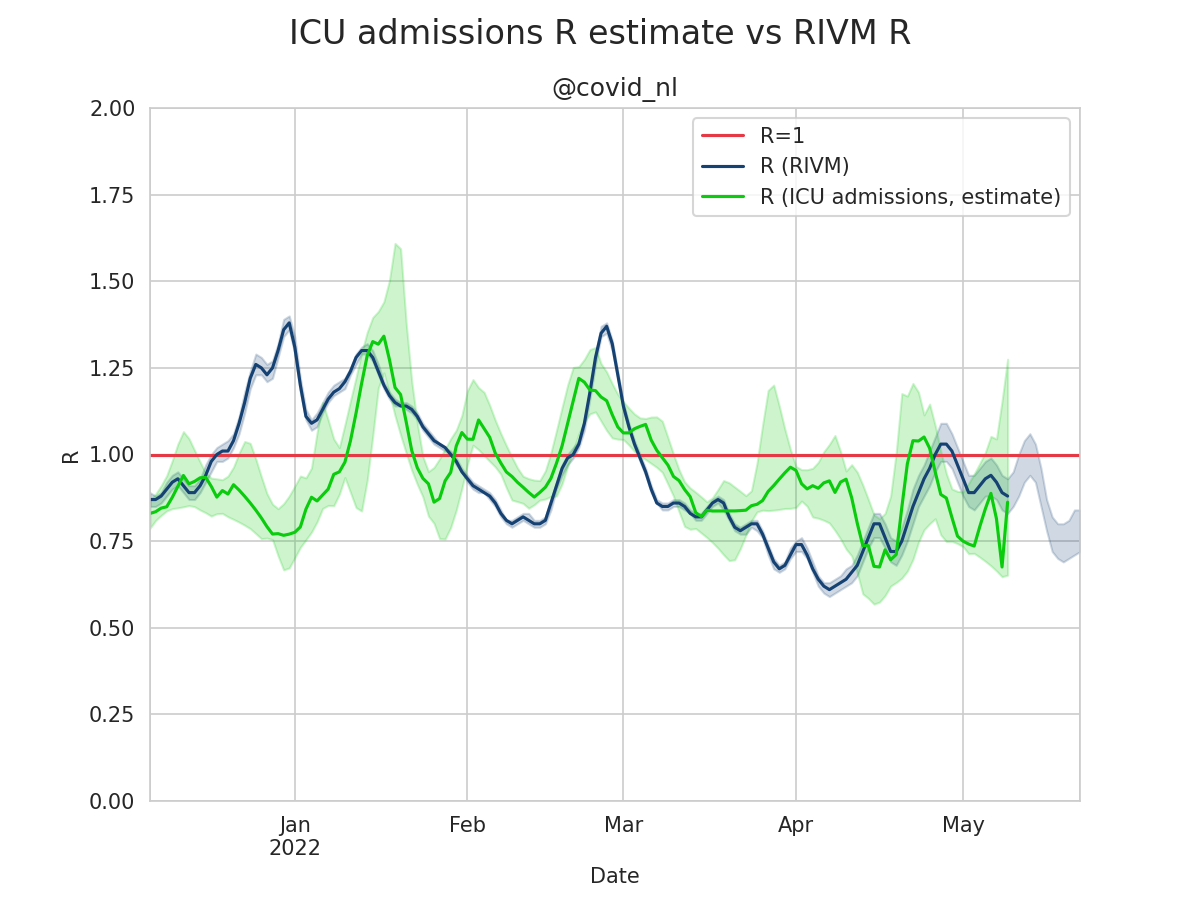 ICU admissions R estimate vs RIVM R
@covid_nl
2.00
1.75
1.50
1.25
1.00
0.75
0.50
0.25
0.00
R
R=1
R (RIVM)
R (ICU admissions, estimate)
Jan
2022
Feb
Mar
Apr
May
Date